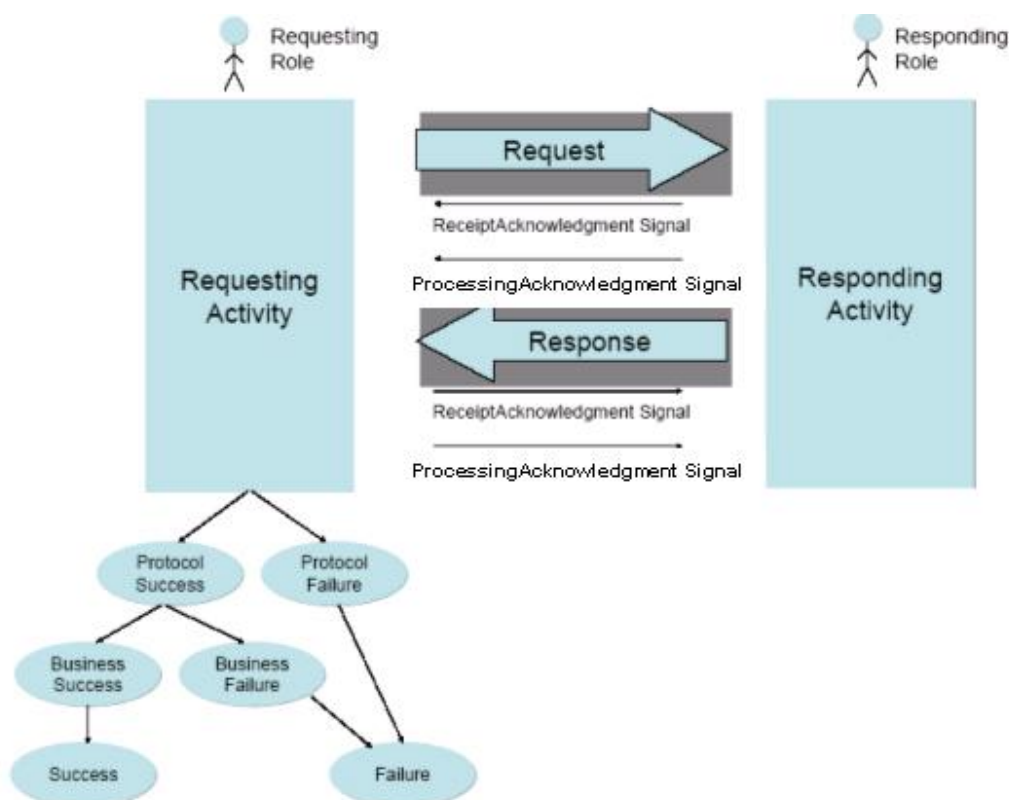 Requesting
Role
Responding
Role
Request
ReceiptAcknowledgment Signal
ProcessingAcknowledgment Signal
Requesting
Activity
Responding
Activity
Response
ReceiptAcknowledgment Signal
ProcessingAcknowledgment Signal
Protocol
Success
Protocol
Failure
Business
Success
Business
Failure
Success
Failure